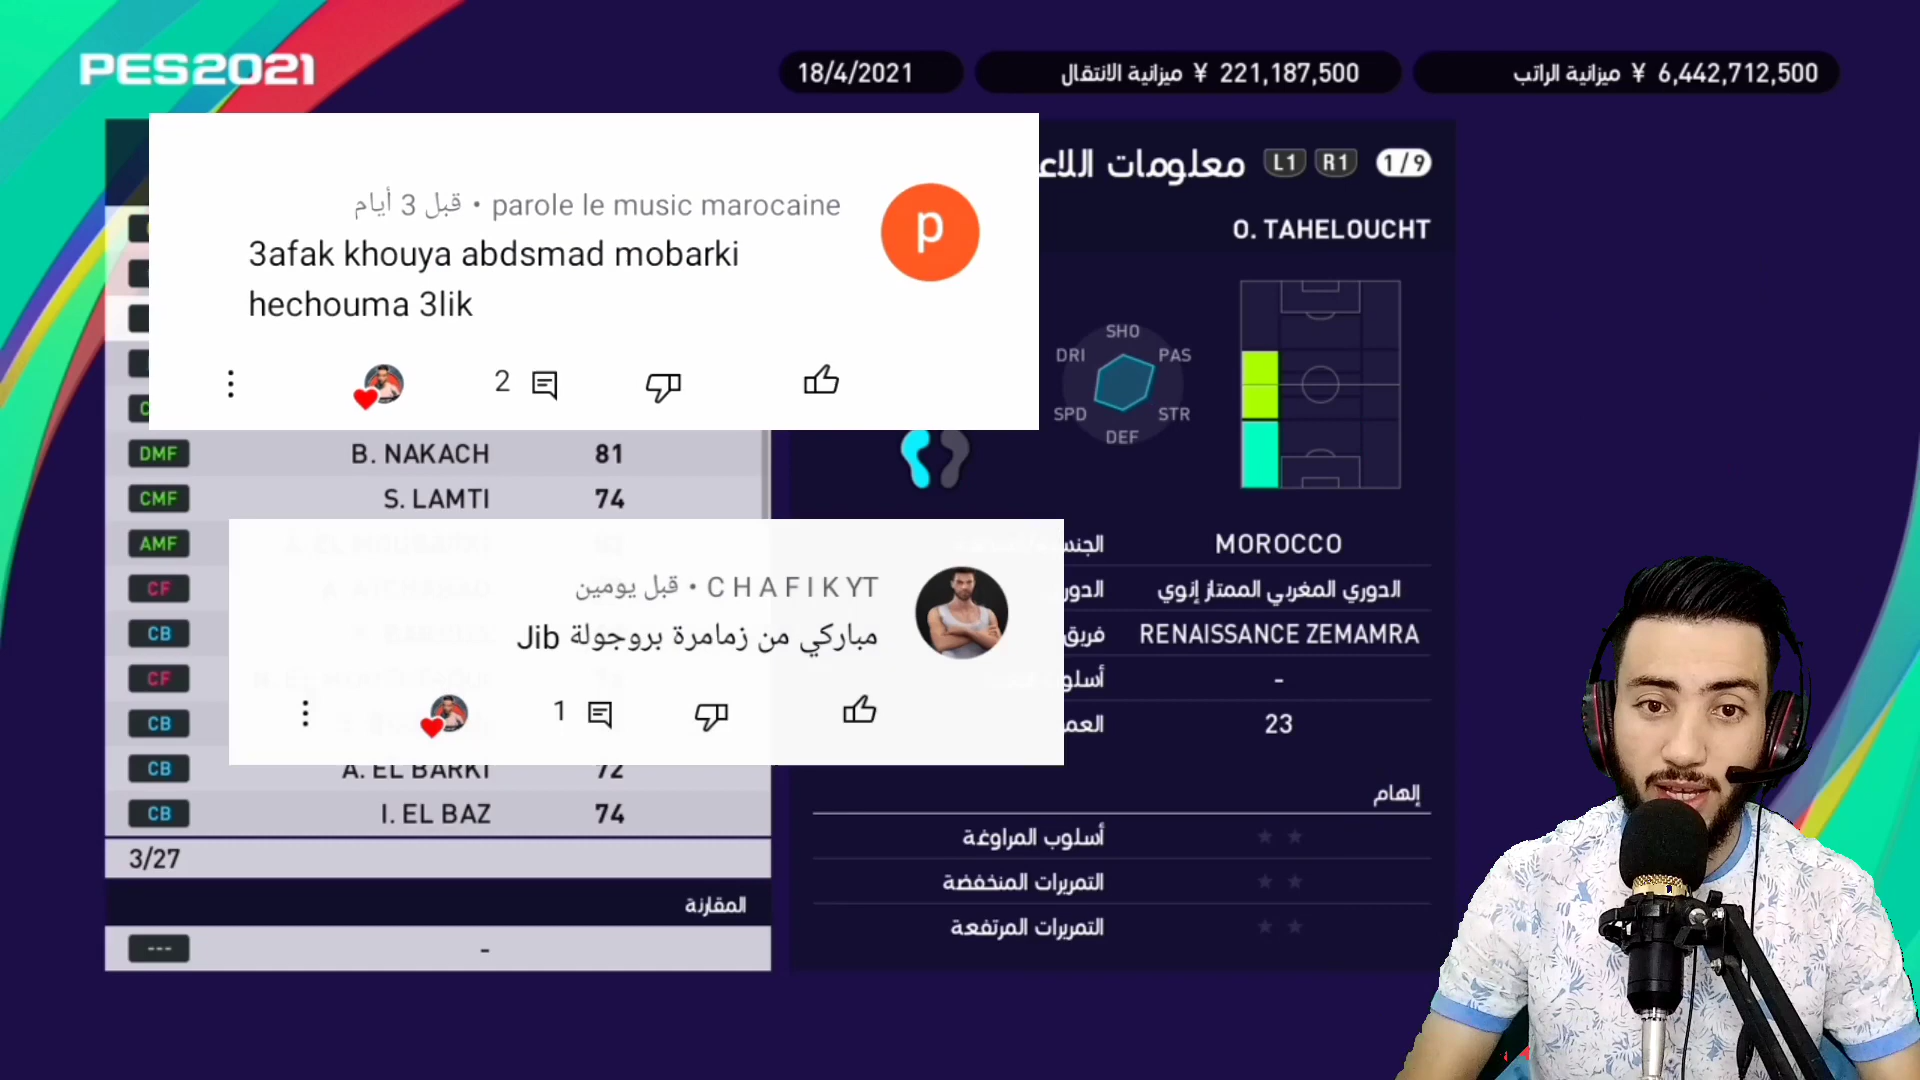 PES2021
18/4/2021
ميزانية الانتقال ¥ 221,187,500
ميزانية الراتب ¥ 6,442,712,500
parole le music marocaine • قبل 3 أيام
p
3afak khouya abdsmad mobarki
hechouma 3lik
2
DMF B. NAKACH 81
CMF S. LAMTI 74
AMF
CF
CB
CF
CB
CB A. EL BARKI 72
CB I. EL BAZ 74
3/27
المقارنة
--- -
C H A F I K YT • قبل يومين
مباركي من زمامرة بروجولة Jib
1
معلومات
L1 R1 1/9
O. TAHELOUCHT
SHO
DRI PAS
SPD STR
DEF
MOROCCO
الدوري المغربي الممتاز إنوي
فريق RENAISSANCE ZEMAMRA
-
23
إلهام
أسلوب المراوغة ★ ★
التمريرات المنخفضة ★ ★
التمريرات المرتفعة ★ ★